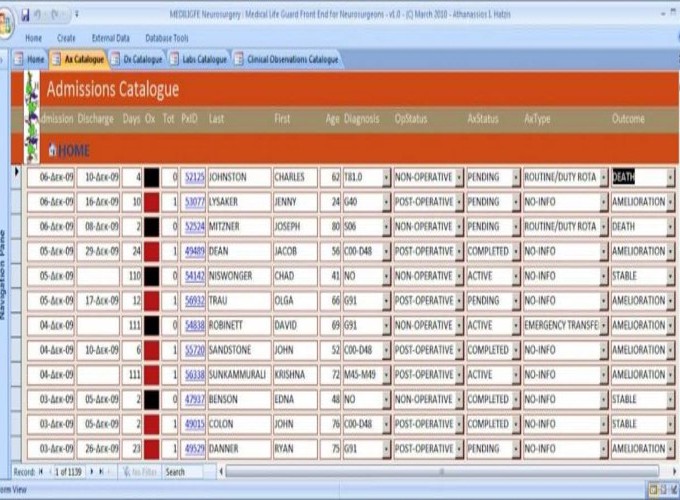 MEDILIGFE Neurosurgery : Medical Life Guard Front End for Neurosurgeons - v1.0 - (C) March 2010 - Athanassios I. Hatzis
Home Create External Data Database Tools
Home Ax Catalogue Dx Catalogue Labs Catalogue Clinical Observations Catalogue
Admissions Catalogue
dmission Discharge Days Ox Tot PxID Last First Age Diagnosis OpStatus AxStatus AxType Outcome
HOME
06-Δεκ-09 10-Δεκ-09 4 0 52125 JOHNSTON CHARLES 62 T81.0 NON-OPERATIVE PENDING ROUTINE/DUTY ROTA DEATH
06-Δεκ-09 16-Δεκ-09 10 1 53077 LYSAKER JENNY 24 G40 POST-OPERATIVE PENDING NO-INFO AMELIORATION
06-Δεκ-09 08-Δεκ-09 2 0 52524 MITZNER JOSEPH 80 S06 NON-OPERATIVE PENDING ROUTINE/DUTY ROTA DEATH
05-Δεκ-09 29-Δεκ-09 24 1 49489 DEAN JACOB 56 C00-D48 POST-OPERATIVE COMPLETED NO-INFO AMELIORATION
05-Δεκ-09 110 0 54142 NISWONGER CHAD 41 NO NON-OPERATIVE ACTIVE NO-INFO STABLE
05-Δεκ-09 17-Δεκ-09 12 1 56932 TRAU OLGA 66 G91 POST-OPERATIVE PENDING NO-INFO AMELIORATION
04-Δεκ-09 111 0 54838 ROBINETT DAVID 69 G91 NON-OPERATIVE ACTIVE EMERGENCY TRANSFE AMELIORATION
04-Δεκ-09 10-Δεκ-09 6 1 55720 SANDSTONE JOHN 52 C00-D48 POST-OPERATIVE COMPLETED NO-INFO AMELIORATION
04-Δεκ-09 111 1 56338 SUNKAMMURALI KRISHNA 72 M45-M49 POST-OPERATIVE ACTIVE NO-INFO AMELIORATION
03-Δεκ-09 05-Δεκ-09 2 0 47937 BENSON EDNA 48 NO NON-OPERATIVE COMPLETED NO-INFO STABLE
03-Δεκ-09 05-Δεκ-09 2 1 49015 COLON JOHN 76 C00-D48 POST-OPERATIVE COMPLETED NO-INFO STABLE
03-Δεκ-09 26-Δεκ-09 23 1 49529 DANNER RYAN 75 G91 POST-OPERATIVE PENDING NO-INFO AMELIORATION
Navigation Pane
Record: 1 of 1139 No Filter Search
orm View